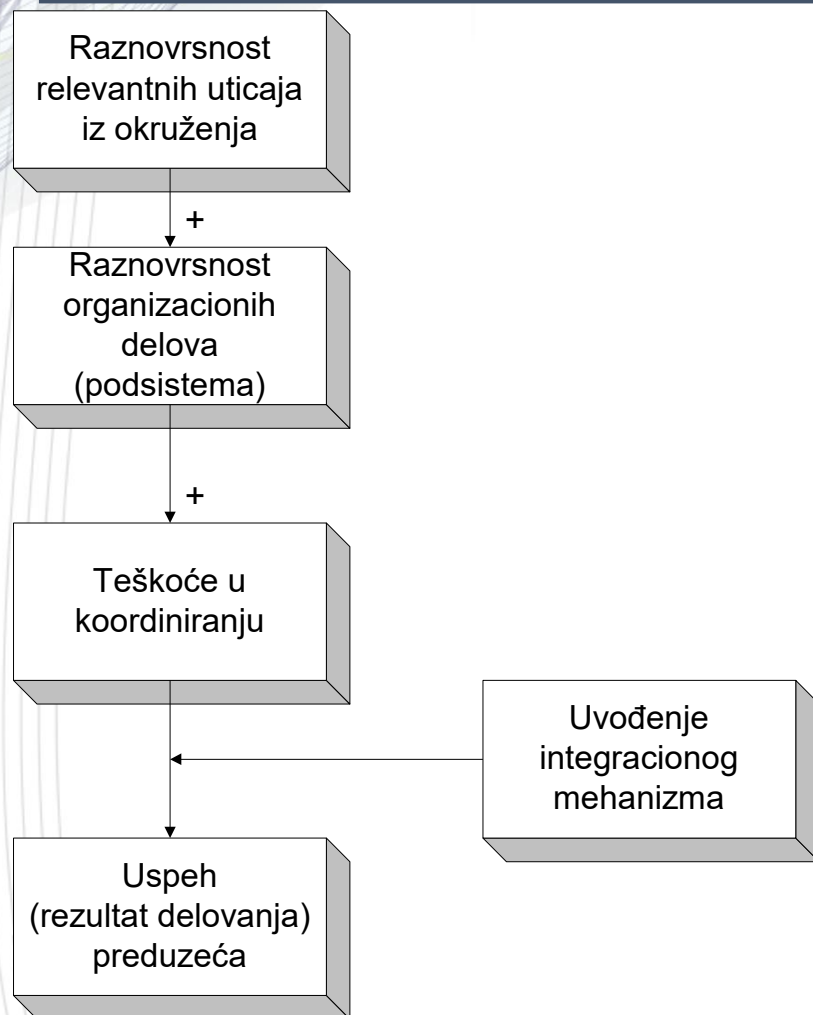 Raznovrsnost
relevantnih uticaja
iz okruženja
+
Raznovrsnost
organizacionih
delova
(podsistema)
+
Teškoće u
koordiniranju
Uvođenje
integracionog
mehanizma
Uspeh
(rezultat delovanja)
preduzeća